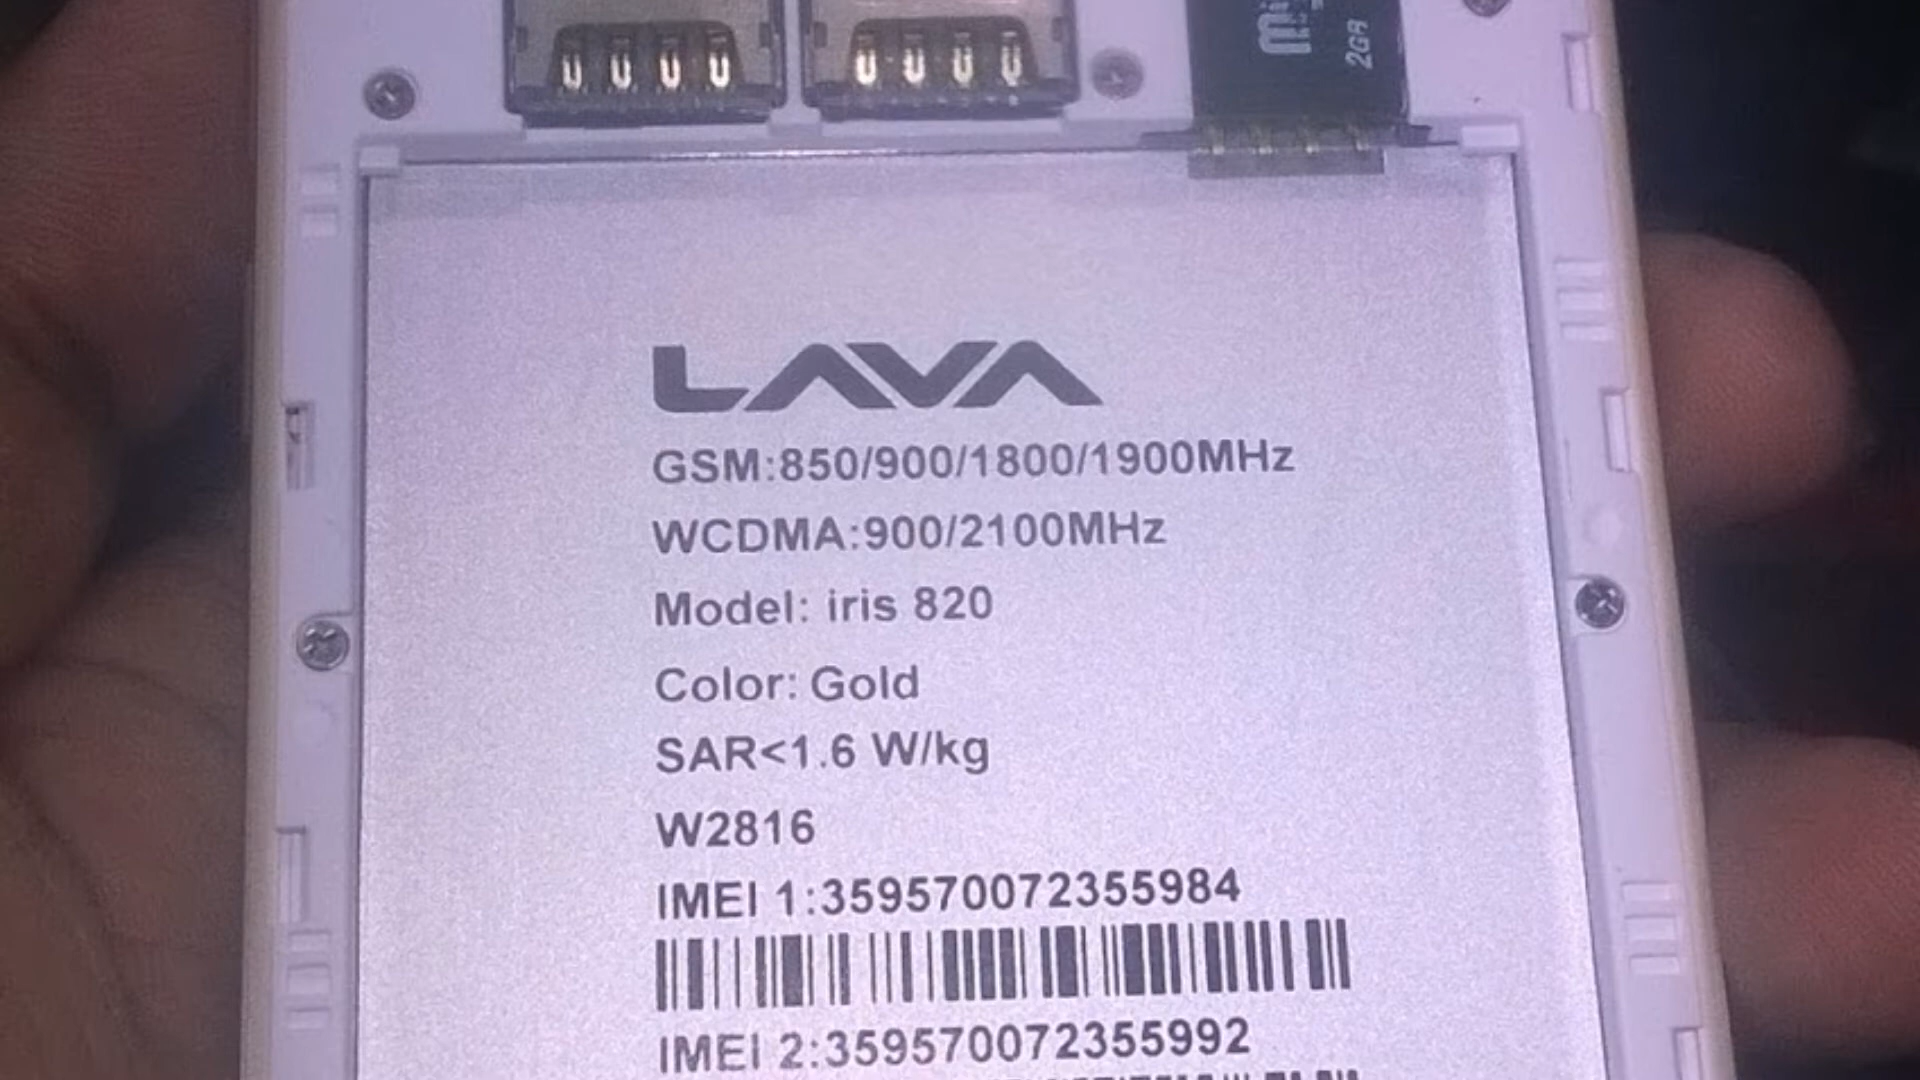 2GB
LAVA
GSM:850/900/1800/1900MHz
WCDMA:900/2100MHz
Model: iris 820
Color: Gold
SAR<1.6 W/kg
W2816
IMEI 1:359570072355984
IMEI 2:359570072355992